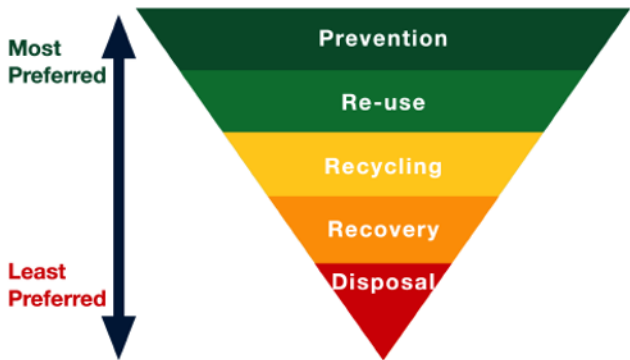 Most
Preferred
Prevention
Re-use
Recycling
Recovery
Disposal
Least
Preferred